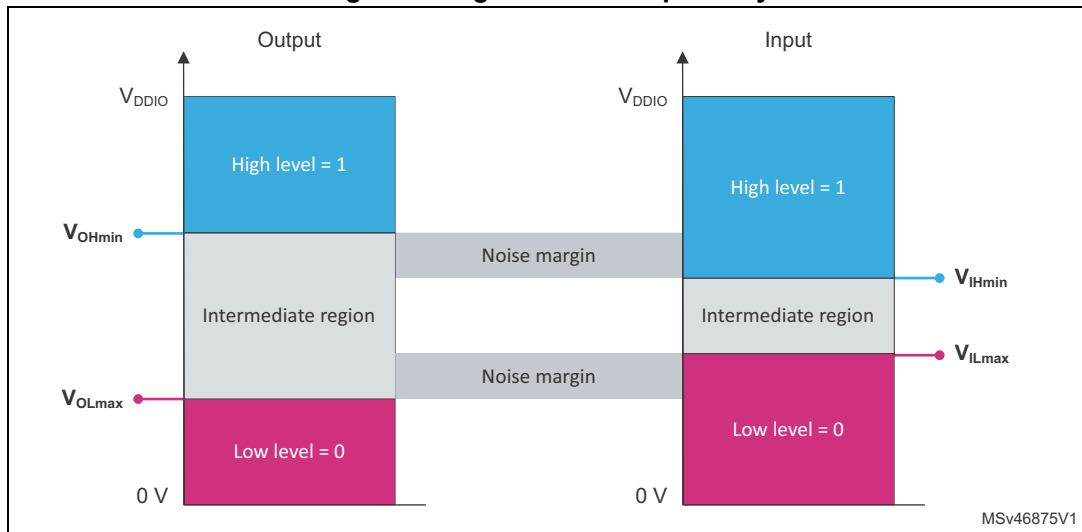 Output
Input
VDDIO
VDDIO
High level = 1
High level = 1
VOHmin
Noise margin
VIHmin
Intermediate region
Intermediate region
VILmax
Noise margin
VOLmax
Low level = 0
Low level = 0
0 V
0 V
MSv46875V1